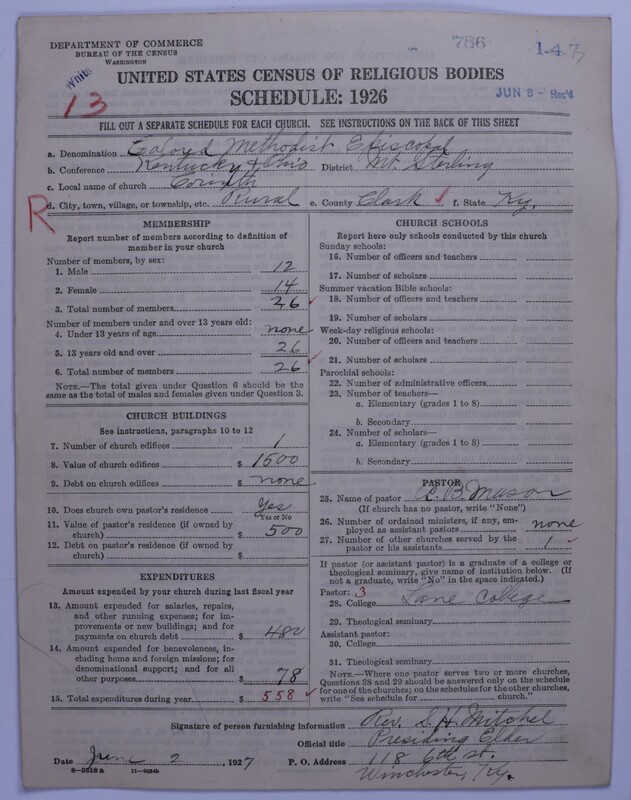 DEPARTMENT OF COMMERCE
BUREAU OF THE CENSUS
WASHINGTON
786
1-47
White
13
UNITED STATES CENSUS OF RELIGIOUS BODIES
SCHEDULE: 1926
JUN 8 - Rec'd
FILL OUT A SEPARATE SCHEDULE FOR EACH CHURCH. SEE INSTRUCTIONS ON THE BACK OF THIS SHEET
a. Denomination Colored Methodist Episcopal
b. Conference Kentucky & Ohio District Mt. Sterling
c. Local name of church Corinth
d. City, town, village, or township, etc. Rural e. County Clark ✓ f. State Ky.
R
MEMBERSHIP
Report number of members according to definition of
member in your church
Number of members, by sex:
1. Male 12
2. Female 14
3. Total number of members 26 ✓
Number of members under and over 13 years old:
4. Under 13 years of age none
5. 13 years old and over 26
6. Total number of members 26 ✓
NOTE.—The total given under Question 6 should be the
same as the total of males and females given under Question 3.
CHURCH BUILDINGS
See instructions, paragraphs 10 to 12
7. Number of church edifices 1
8. Value of church edifices $ 1500
9. Debt on church edifices $ none
10. Does church own pastor's residence? Yes
Yes or No
11. Value of pastor's residence (if owned by
church) $ 500
12. Debt on pastor's residence (if owned by
church) $
EXPENDITURES
Amount expended by your church during last fiscal year
13. Amount expended for salaries, repairs,
and other running expenses; for im-
provements or new buildings; and for
payments on church debt $ 480
14. Amount expended for benevolences, in-
cluding home and foreign missions; for
denominational support; and for all
other purposes $ 78
15. Total expenditures during year $ 558 ✓
CHURCH SCHOOLS
Report here only schools conducted by this church
Sunday schools:
16. Number of officers and teachers
17. Number of scholars
Summer vacation Bible schools:
18. Number of officers and teachers
19. Number of scholars
Week-day religious schools:
20. Number of officers and teachers
21. Number of scholars
Parochial schools:
22. Number of administrative officers
23. Number of teachers—
a. Elementary (grades 1 to 8)
b. Secondary
24. Number of scholars—
a. Elementary (grades 1 to 8)
b. Secondary
PASTOR
25. Name of pastor B. Mason
(If church has no pastor, write "None")
26. Number of ordained ministers, if any, em-
ployed as assistant pastors none
27. Number of other churches served by the
pastor or his assistants 1 ✓
If pastor (or assistant pastor) is a graduate of a college or
theological seminary, give name of institution below. (If
not a graduate, write "No" in the space indicated.)
Pastor: 3
28. College Lane College
29. Theological seminary
Assistant pastor:
30. College
31. Theological seminary
NOTE.—Where one pastor serves two or more churches,
Questions 28 and 29 should be answered only on the schedule
for one of the churches; on the schedules for the other churches,
write "See schedule for church."
Signature of person furnishing information Rev. S. H. Mitchel
Official title Presiding Elder
Date June 2, 1927 P. O. Address 118 6th st.
8-5518 a 11-9084b Winchester, Ky.